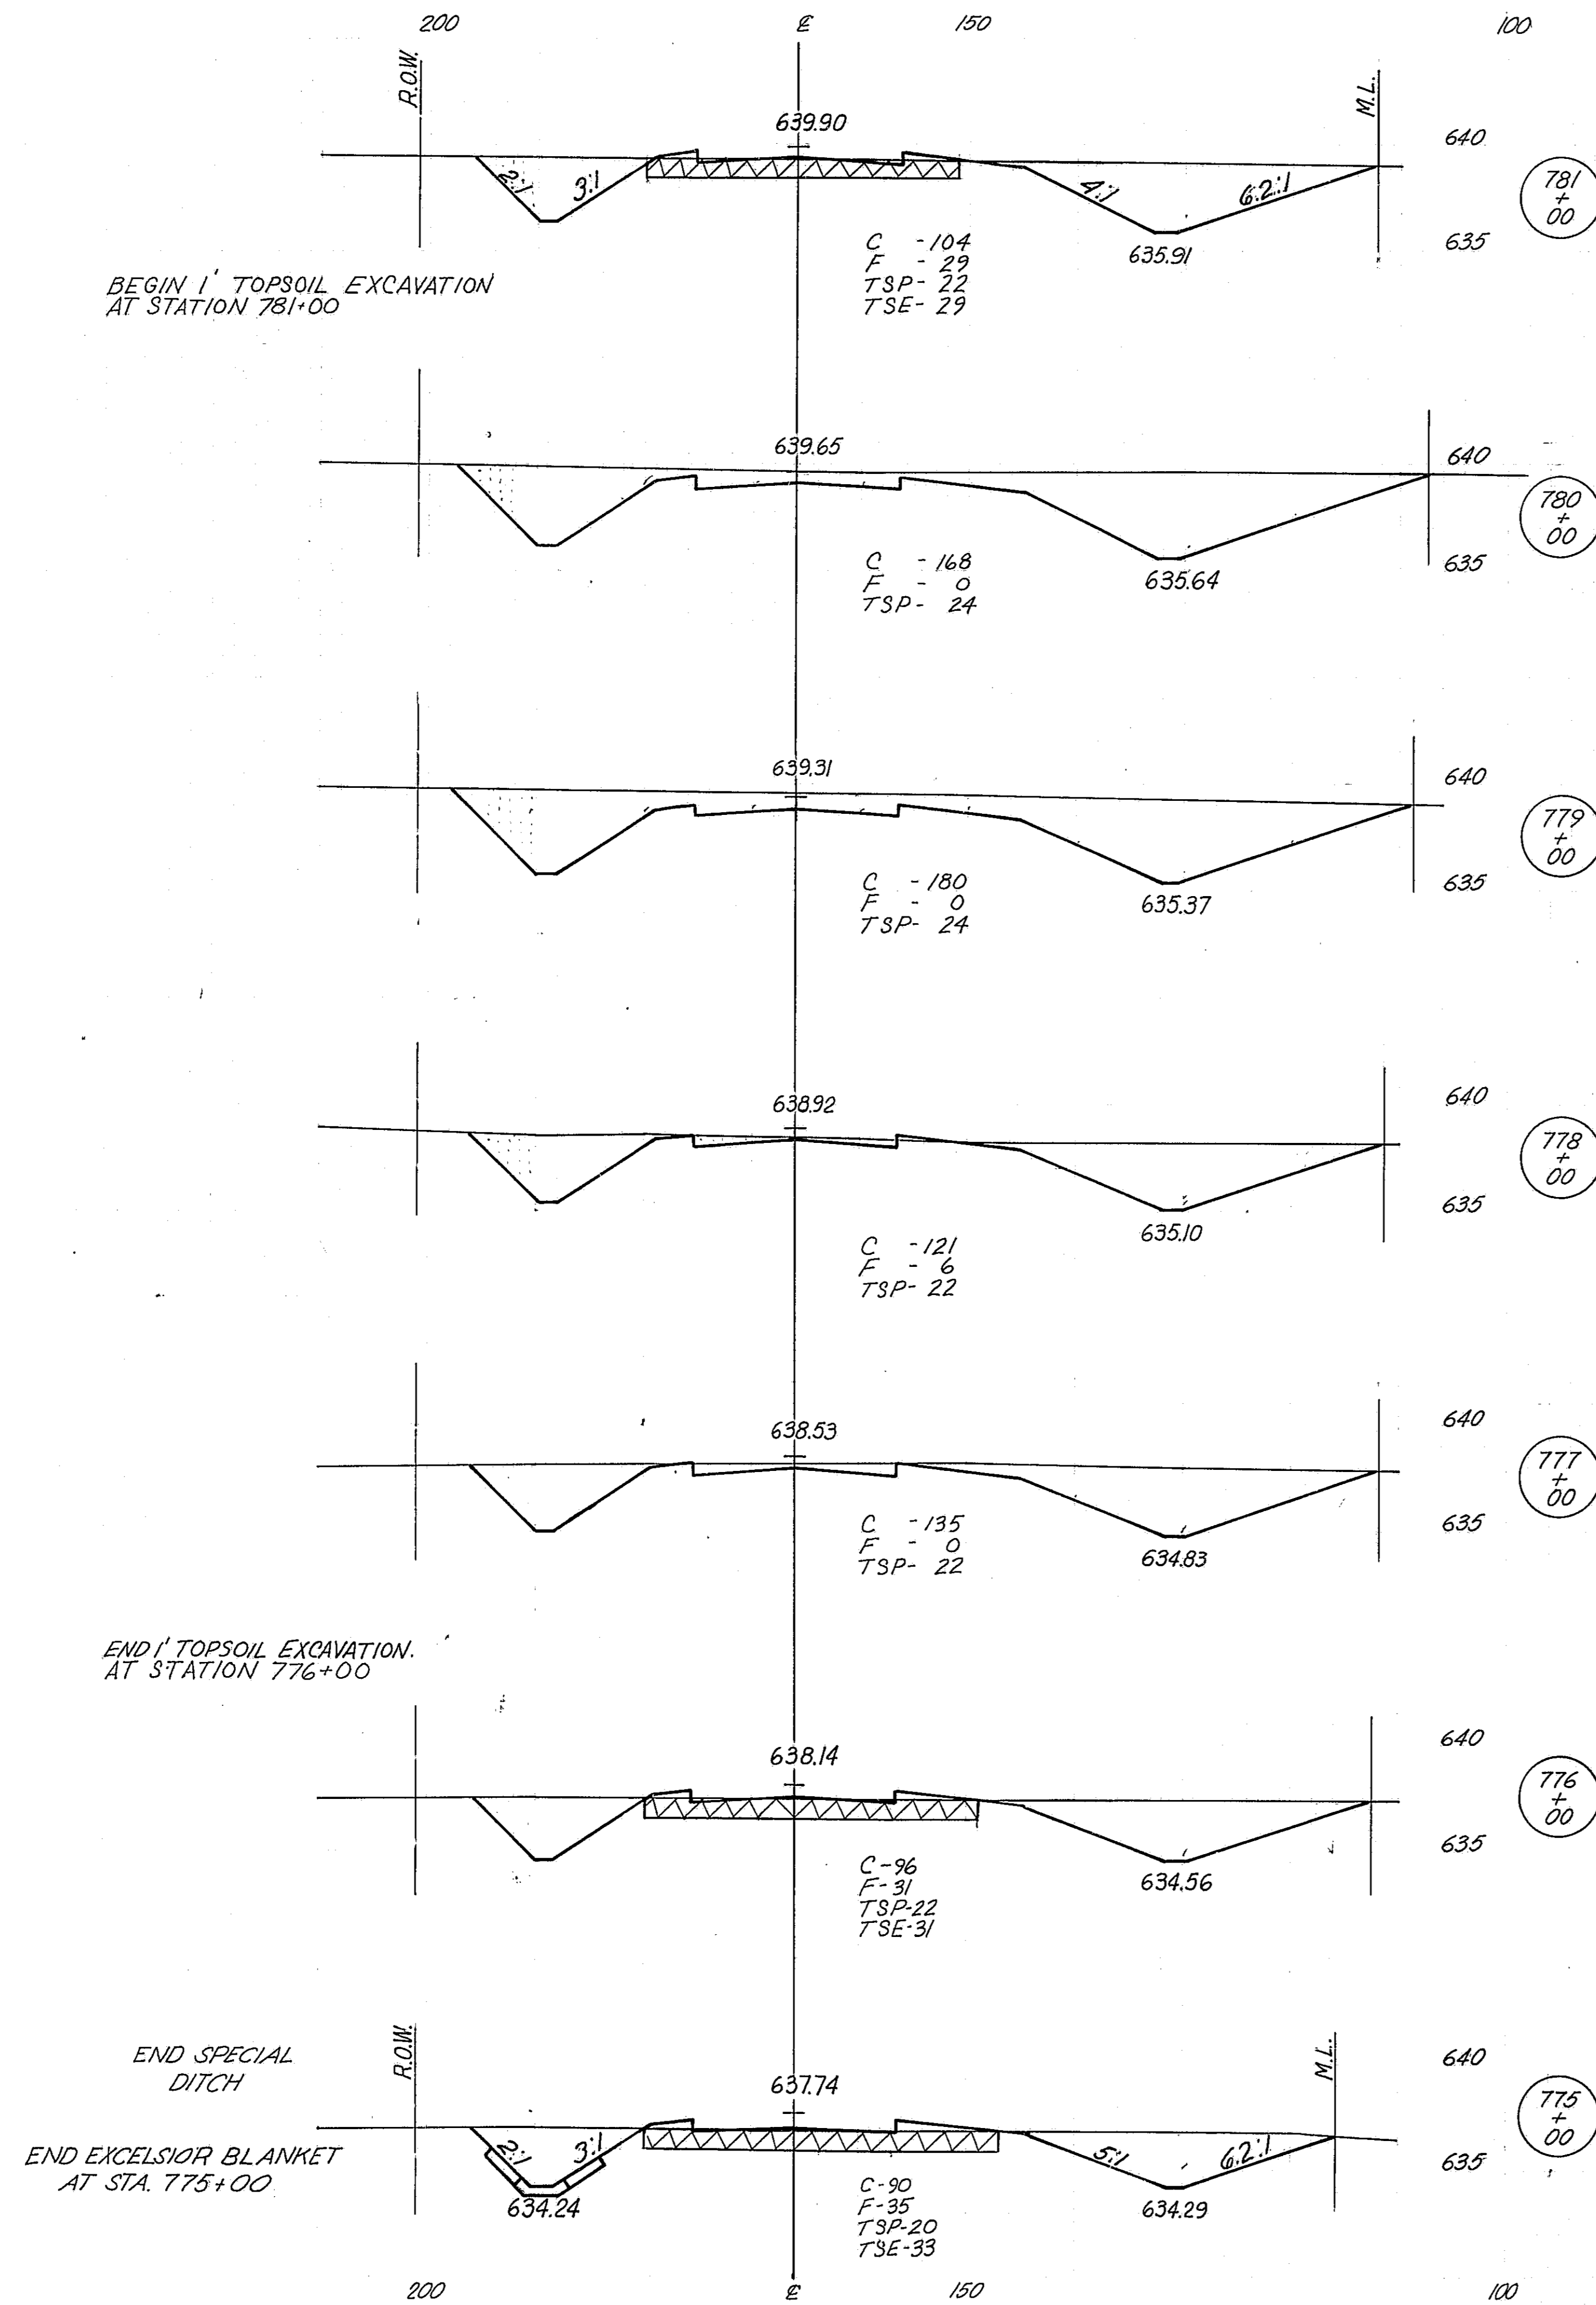 200 ℄ 150 100
R.O.W. M.L.
639.90
640
2:1 3:1 4:1 6.2:1
781
+
00
635
635.91
C -104
F - 29
TSP- 22
TSE- 29
BEGIN 1' TOPSOIL EXCAVATION
AT STATION 781+00
639.65
640
780
+
00
635
635.64
C -168
F - 0
TSP- 24
639.31
640
779
+
00
635
635.37
C -180
F - 0
TSP- 24
638.92
640
778
+
00
635
635.10
C -121
F - 6
TSP- 22
638.53
640
777
+
00
635
634.83
C -135
F - 0
TSP- 22
END 1' TOPSOIL EXCAVATION.
AT STATION 776+00
638.14
640
776
+
00
635
634.56
C-96
F-31
TSP-22
TSE-31
END SPECIAL
DITCH
R.O.W. M.L.
637.74
640
775
+
00
635
2:1 3:1 5:1 6.2:1
END EXCELSIOR BLANKET
AT STA. 775+00
634.24
634.29
C-90
F-35
TSP-20
TSE-33
200 ℄ 150 100